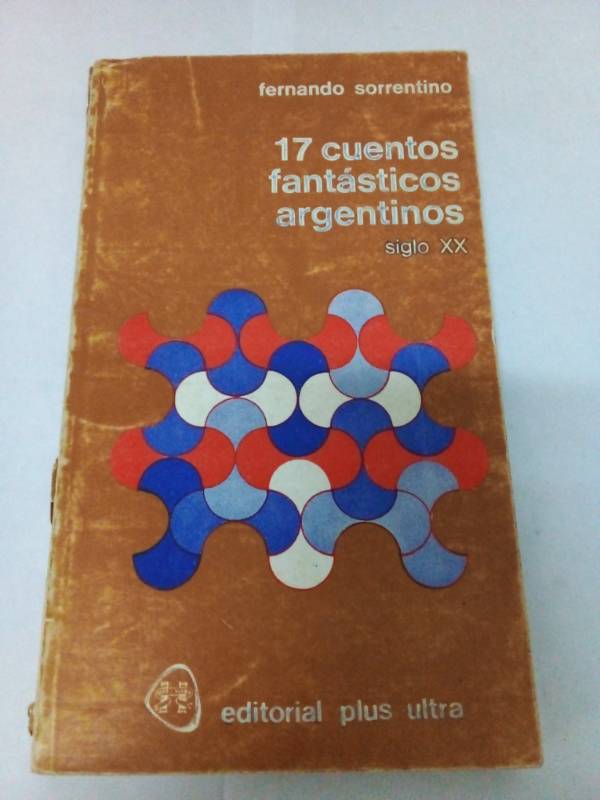 fernando sorrentino
17 cuentos
fantásticos
argentinos
siglo XX
editorial plus ultra